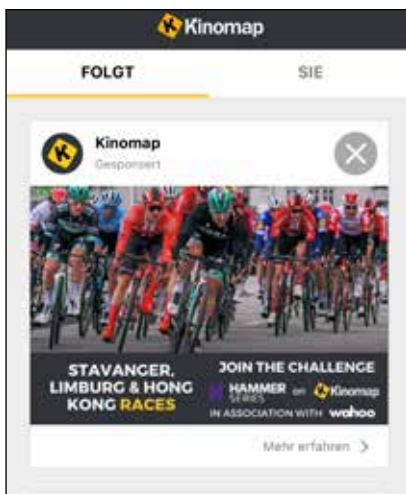 Kinomap
FOLGT
SIE
Kinomap
Gesponsert
STAVANGER,
LIMBURG & HONG
KONG RACES
JOIN THE CHALLENGE
HAMMER SERIES on Kinomap
IN ASSOCIATION WITH wahoo
Mehr erfahren >